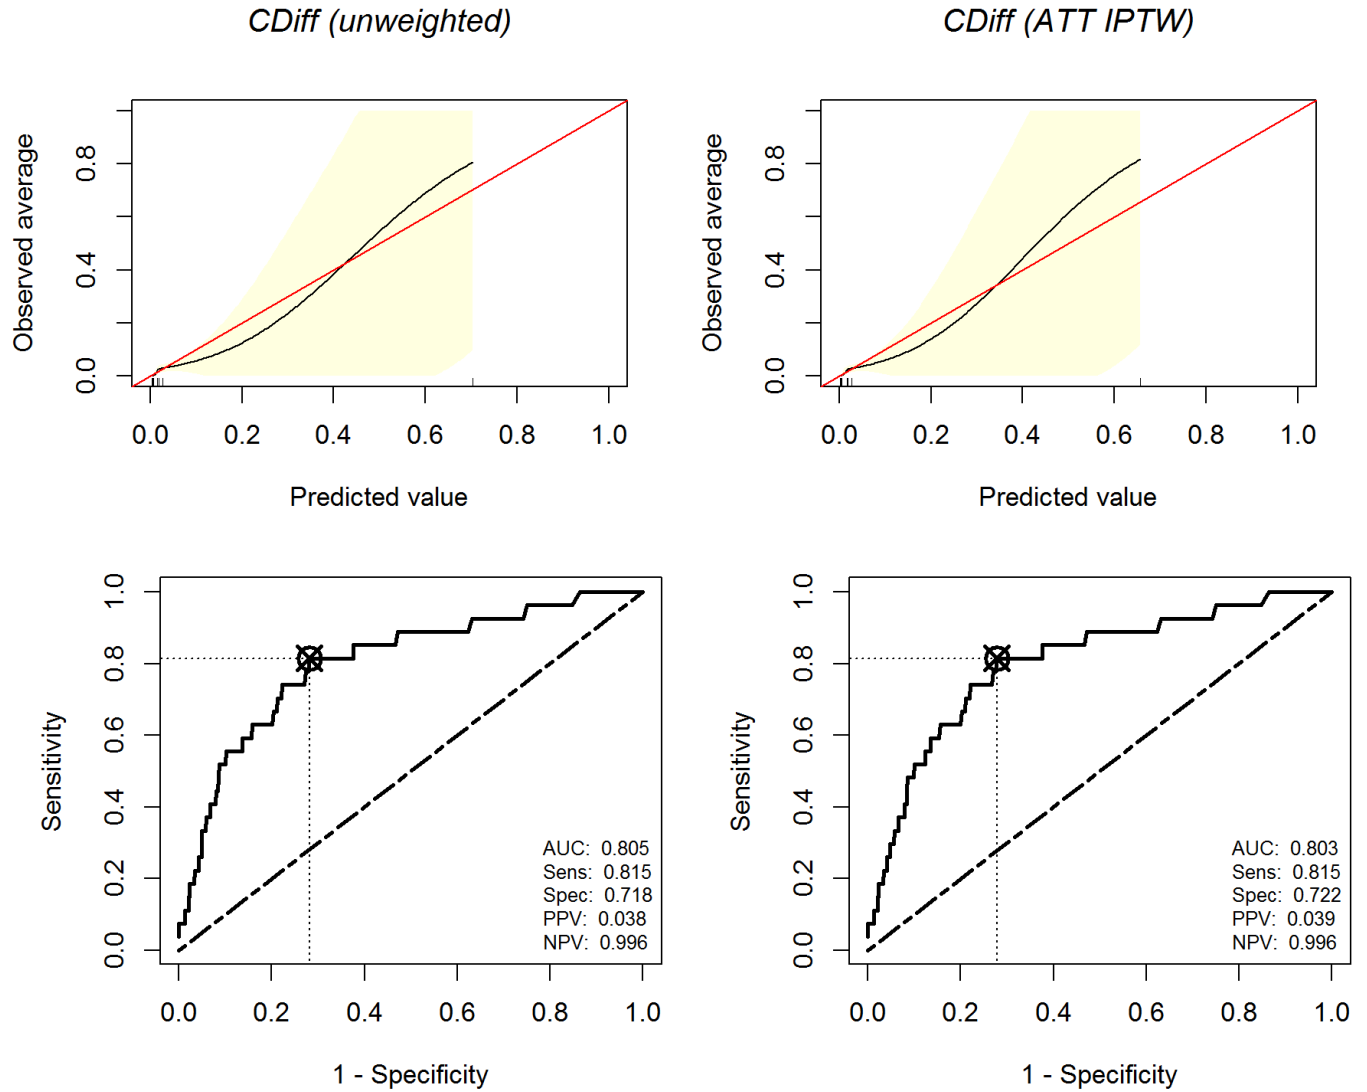 CDiff (unweighted)
CDiff (ATT IPTW)
Observed average
0.0 0.4 0.8
0.0 0.2 0.4 0.6 0.8 1.0
Predicted value
Observed average
0.0 0.4 0.8
0.0 0.2 0.4 0.6 0.8 1.0
Predicted value
Sensitivity
0.0 0.2 0.4 0.6 0.8 1.0
AUC: 0.805
Sens: 0.815
Spec: 0.718
PPV: 0.038
NPV: 0.996
0.0 0.2 0.4 0.6 0.8 1.0
1 - Specificity
Sensitivity
0.0 0.2 0.4 0.6 0.8 1.0
AUC: 0.803
Sens: 0.815
Spec: 0.722
PPV: 0.039
NPV: 0.996
0.0 0.2 0.4 0.6 0.8 1.0
1 - Specificity